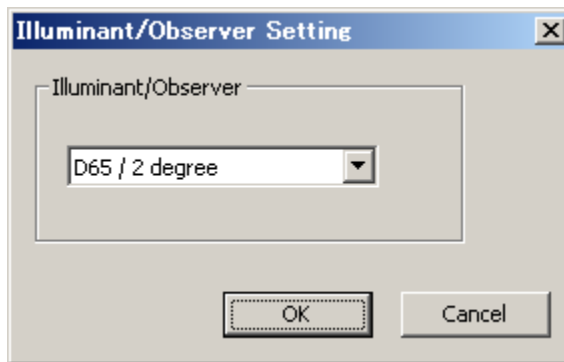 Illuminant/Observer Setting
Illuminant/Observer
D65 / 2 degree
OK
Cancel